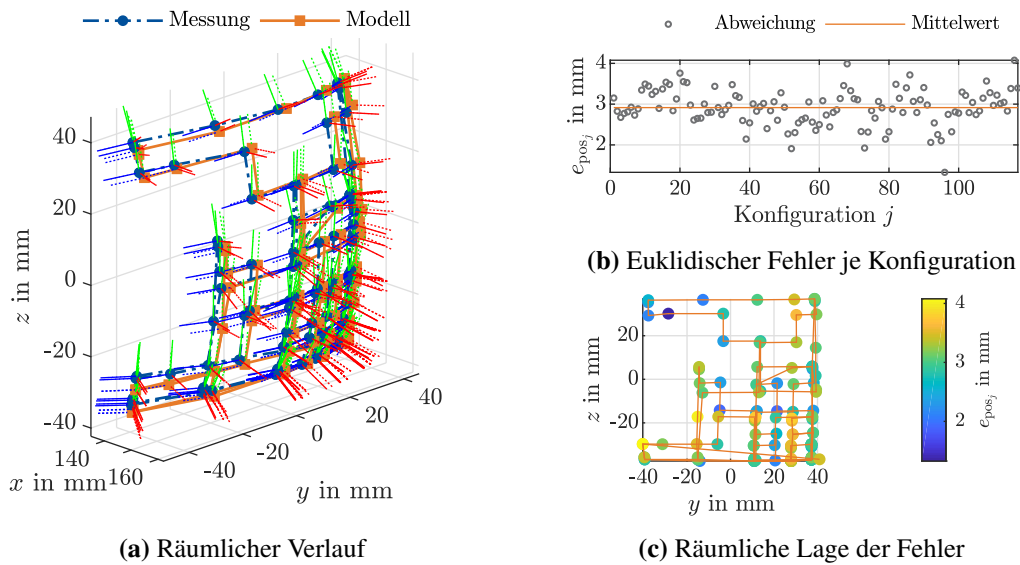 Messung Modell
40
20
0
-20
-40
z in mm
140
160
x in mm
-40
-20
0
20
40
y in mm
(a) Räumlicher Verlauf
Abweichung Mittelwert
4
3
2
e_pos_j in mm
0 20 40 60 80 100
Konfiguration j
(b) Euklidischer Fehler je Konfiguration
20
0
-20
z in mm
-40 -20 0 20 40
y in mm
4
3
2
e_pos_j in mm
(c) Räumliche Lage der Fehler